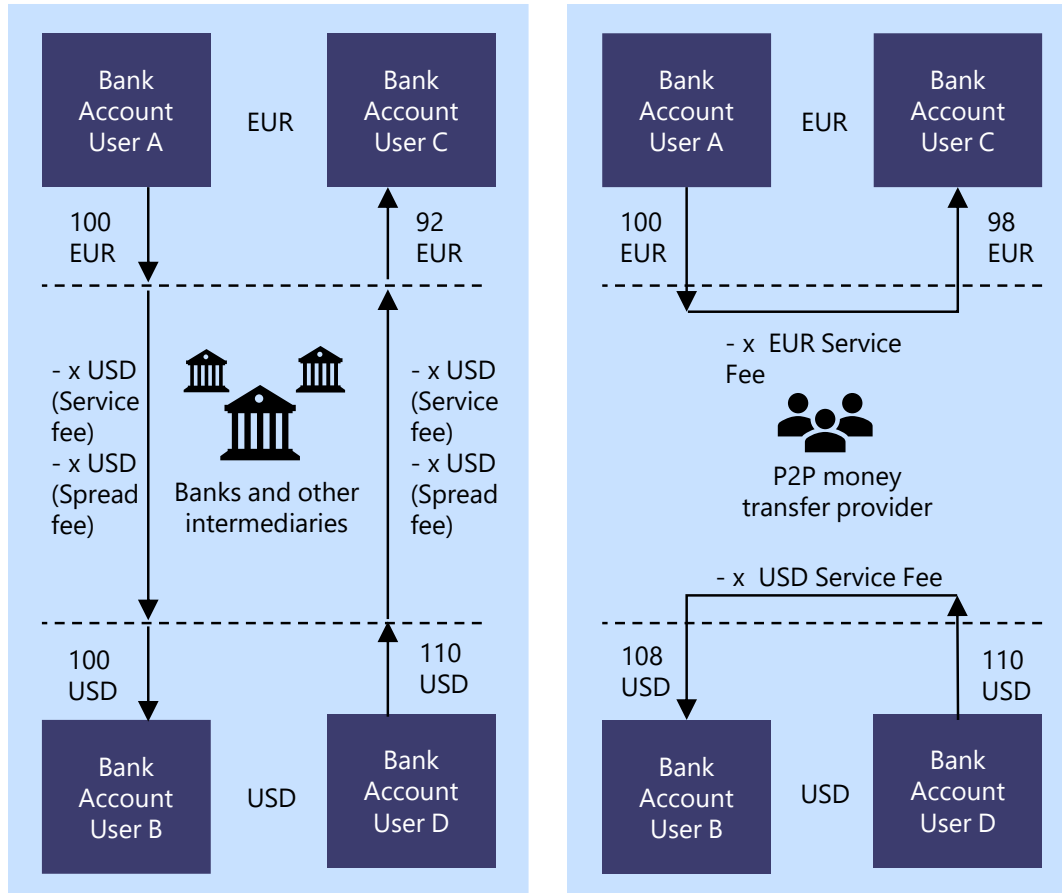 Bank
Account
User A
EUR
Bank
Account
User C
100
EUR
92
EUR
- x USD
(Service
fee)
- x USD
(Spread
fee)
Banks and other
intermediaries
- x USD
(Service
fee)
- x USD
(Spread
fee)
100
USD
110
USD
Bank
Account
User B
USD
Bank
Account
User D
Bank
Account
User A
EUR
Bank
Account
User C
100
EUR
98
EUR
- x  EUR Service
Fee
P2P money
transfer provider
- x  USD Service Fee
108
USD
110
USD
Bank
Account
User B
USD
Bank
Account
User D